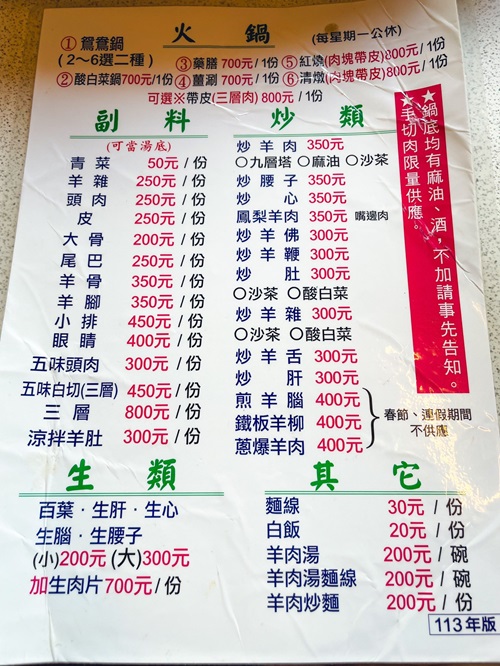 火鍋 (每星期一公休)
①鴛鴦鍋
(2～6選二種) ③藥膳700元/1份 ⑤紅燒(肉塊帶皮)800元/1份
②酸白菜鍋700元/1份 ④薑涮700元/1份 ⑥清燉(肉塊帶皮)800元/1份
可選※帶皮(三層肉)800元/1份
副料
(可當湯底)
青菜 50元/份
羊雜 250元/份
頭肉 250元/份
皮 250元/份
大骨 200元/份
尾巴 250元/份
羊骨 350元/份
羊腳 350元/份
小排 450元/份
眼睛 400元/份
五味頭肉 300元/份
五味白切(三層) 450元/份
三層 800元/份
涼拌羊肚 300元/份
炒類
炒羊肉 350元
○九層塔 ○麻油 ○沙茶
炒腰子 350元
炒心 350元
鳳梨羊肉 350元 嘴邊肉
炒羊佛 300元
炒羊鞭 300元
炒肚 300元
○沙茶 ○酸白菜
炒羊雜 300元
○沙茶 ○酸白菜
炒羊舌 300元
炒肝 300元
煎羊腦 400元
鐵板羊柳 400元
蔥爆羊肉 400元
春節、連假期間
不供應
★鍋底均有麻油、酒，不加請事先告知。
★手切肉限量供應。
生類
百葉．生肝．生心
生腦．生腰子
(小)200元 (大)300元
加生肉片700元/份
其它
麵線 30元/份
白飯 20元/份
羊肉湯 200元/碗
羊肉湯麵線 200元/碗
羊肉炒麵 200元/份
113年版